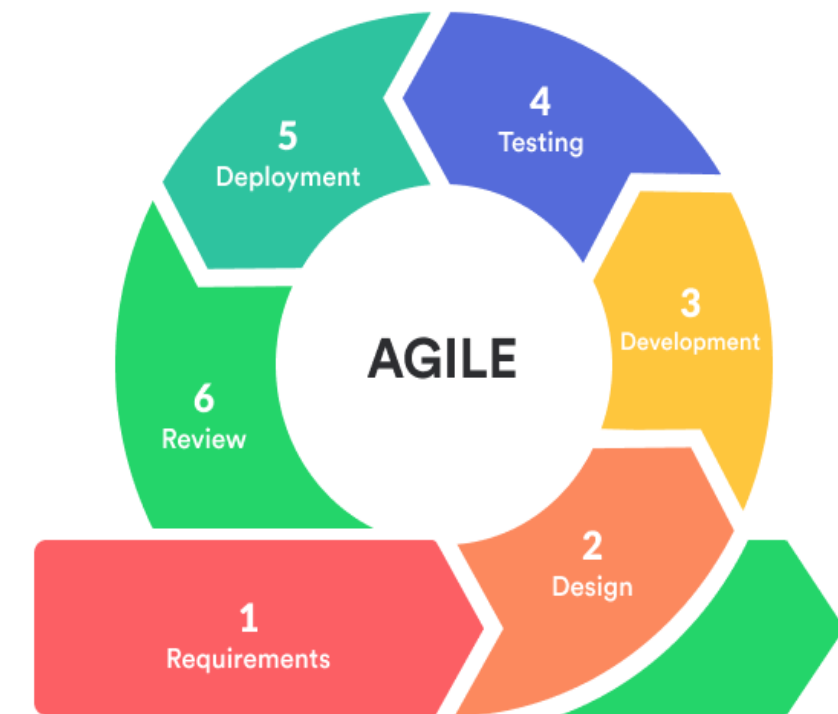 5
Deployment
4
Testing
3
Development
AGILE
6
Review
2
Design
1
Requirements